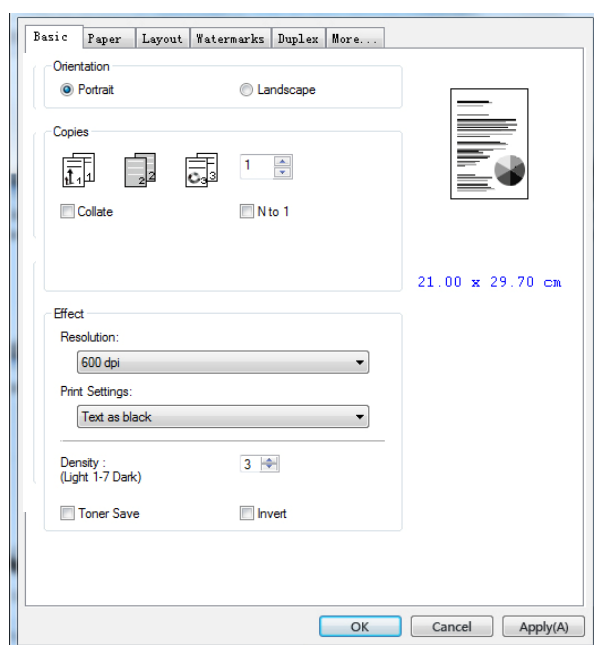 Basic Paper Layout Watermarks Duplex More...
Orientation
Portrait Landscape
Copies
1 1 2 2 3 3 1
Collate N to 1
21.00 x 29.70 cm
Effect
Resolution:
600 dpi
Print Settings:
Text as black
Density : 3
(Light 1-7 Dark)
Toner Save Invert
OK Cancel Apply(A)